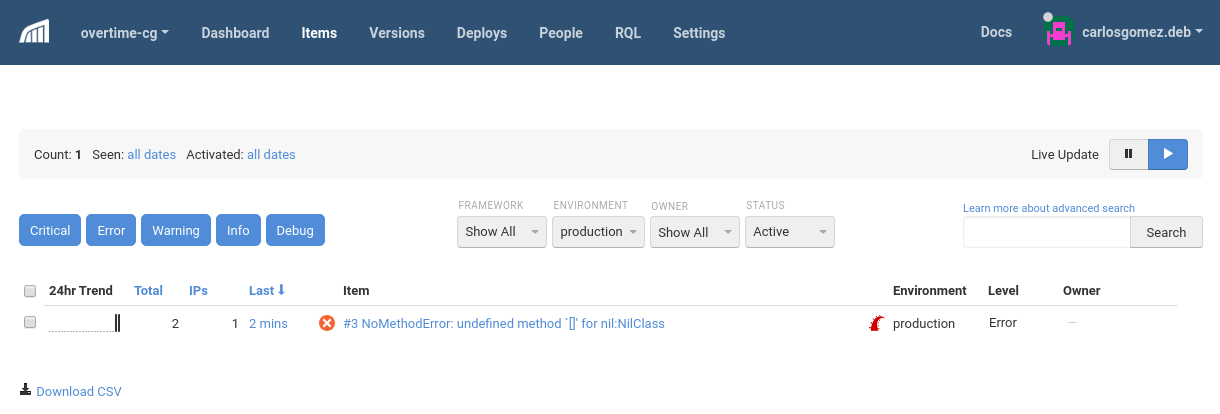 overtime-cg Dashboard Items Versions Deploys People RQL Settings Docs carlosgomez.deb
Count: 1 Seen: all dates Activated: all dates Live Update
FRAMEWORK ENVIRONMENT OWNER STATUS
Learn more about advanced search
Critical Error Warning Info Debug Show All production Show All Active Search
24hr Trend Total IPs Last Item Environment Level Owner
2 1 2 mins #3 NoMethodError: undefined method `[]' for nil:NilClass production Error —
Download CSV